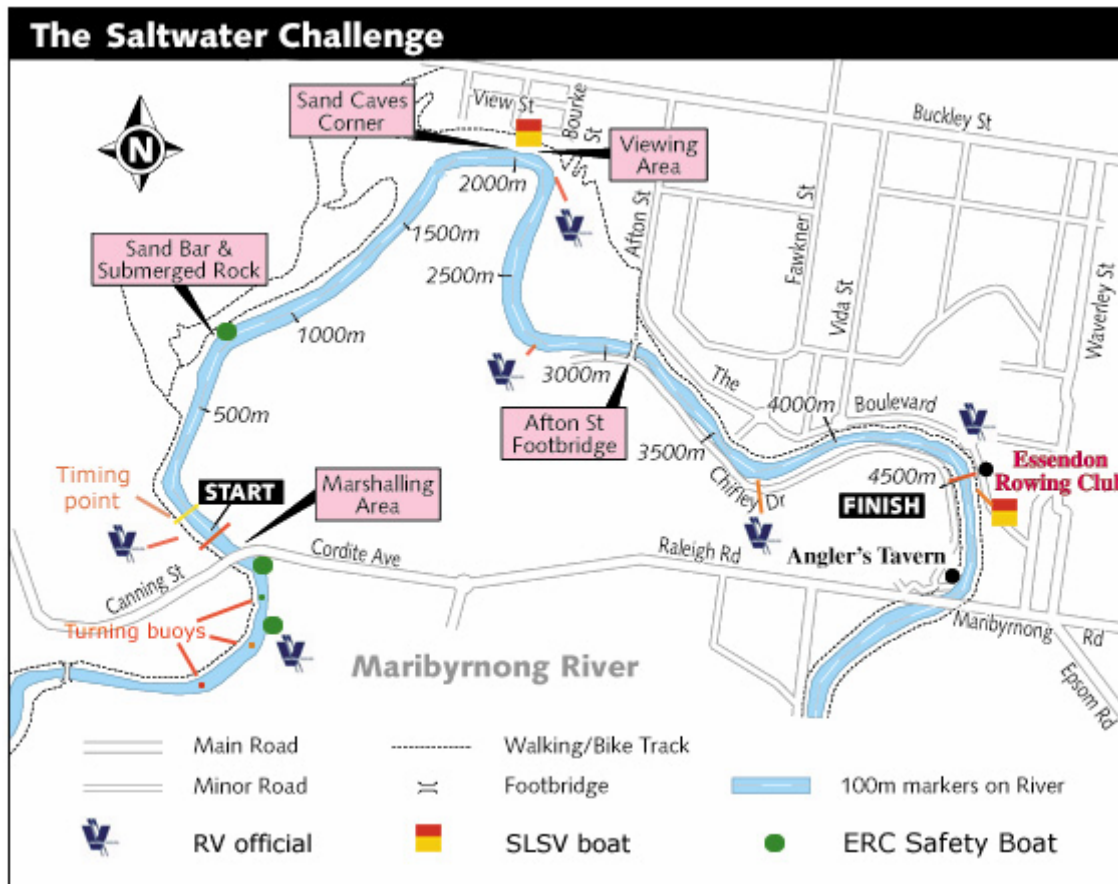 The Saltwater Challenge
N
Sand Caves
Corner
View St
Bourke
St
Viewing
Area
Buckley St
2000m
1500m
Afton St
Fawkner St
Vida St
Waverley St
Sand Bar &
Submerged Rock
2500m
1000m
3000m
The
Boulevard
4000m
500m
Afton St
Footbridge
3500m
Chifley Dr
4500m
Essendon
Rowing Club
FINISH
Timing
point
START
Marshalling
Area
Cordite Ave
Raleigh Rd
Angler's Tavern
Canning St
Turning buoys
Maribyrnong
Rd
Epsom Rd
Maribyrnong River
Main Road
Walking/Bike Track
Minor Road
Footbridge
100m markers on River
RV official
SLSV boat
ERC Safety Boat